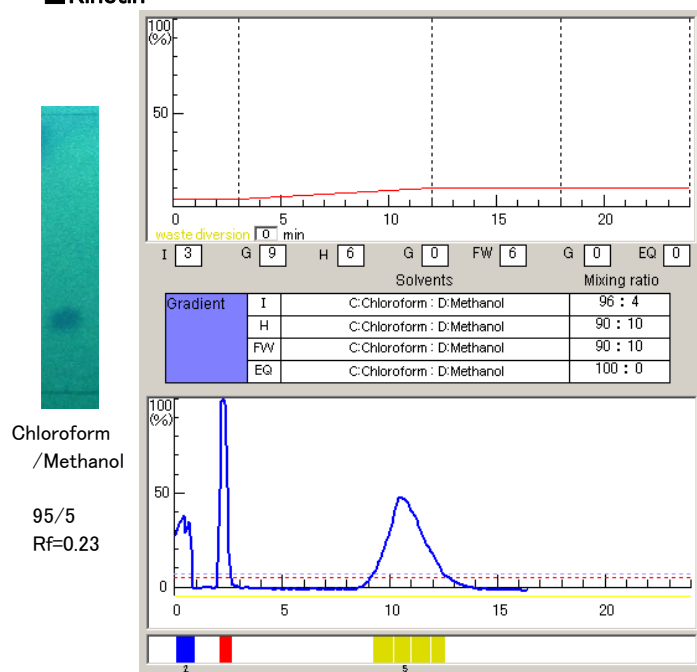 100
(%)
50
0 5 10 15 20
waste diversion 0 min
I 3 G 9 H 6 G 0 FW 6 G 0 EQ 0
Solvents Mixing ratio
Gradient I C:Chloroform : D:Methanol 96 : 4
H C:Chloroform : D:Methanol 90 : 10
FW C:Chloroform : D:Methanol 90 : 10
EQ C:Chloroform : D:Methanol 100 : 0
Chloroform
/Methanol
95/5
Rf=0.23
100
(%)
50
0
0 5 10 15 20
2 5